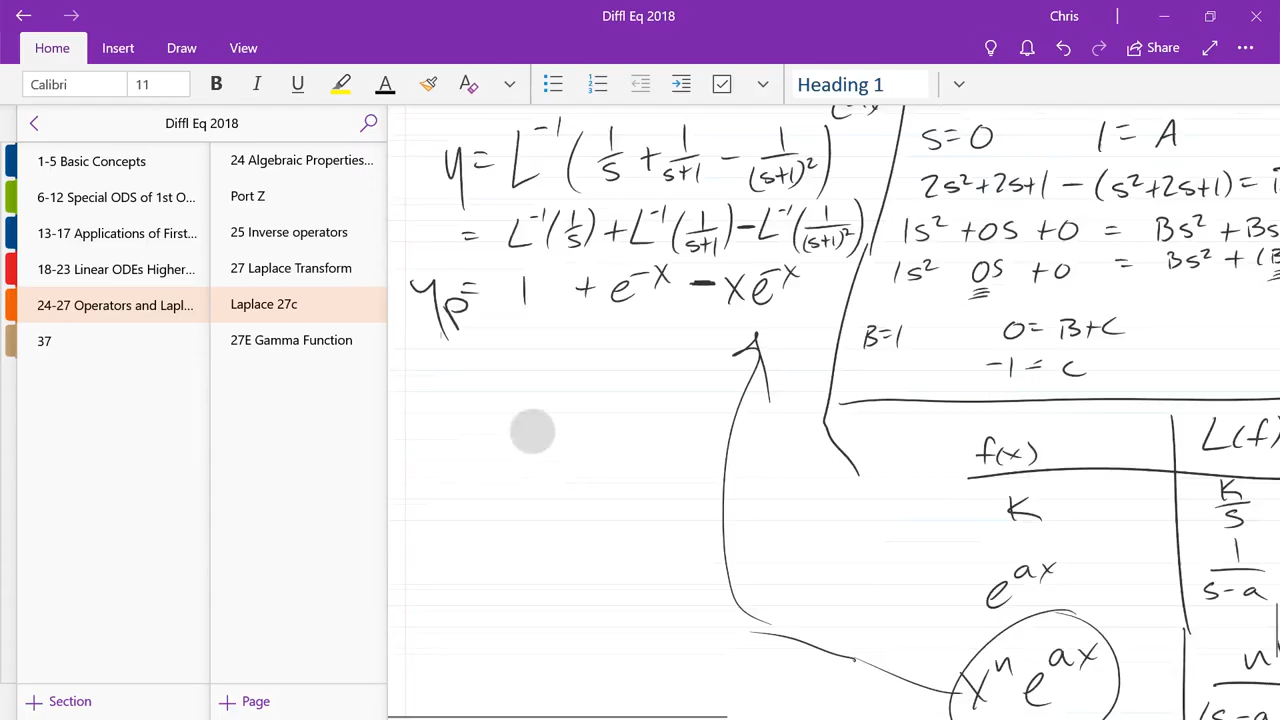 Diffl Eq 2018
Chris
Home Insert Draw View
Share
Calibri 11 B I U A Heading 1
Diffl Eq 2018
1-5 Basic Concepts
6-12 Special ODS of 1st O...
13-17 Applications of First...
18-23 Linear ODEs Higher...
24-27 Operators and Lapl...
37
24 Algebraic Properties...
Port Z
25 Inverse operators
27 Laplace Transform
Laplace 27c
27E Gamma Function
+ Section
+ Page
y = L⁻¹ ( 1/s + 1/(s+1) - 1/(s+1)² )
= L⁻¹(1/s) + L⁻¹(1/(s+1)) - L⁻¹(1/(s+1)²)
yp = 1 + e⁻ˣ - xe⁻ˣ
s=0 1=A
2s²+2s+1 - (s²+2s+1) =
1s² +0s +0 = Bs² + Bs
1s² 0s +0 = Bs² + (B
B=1 0=B+C
-1=C
f(x) L(f)
K K/s
e^ax 1/(s-a)
xⁿ e^ax n